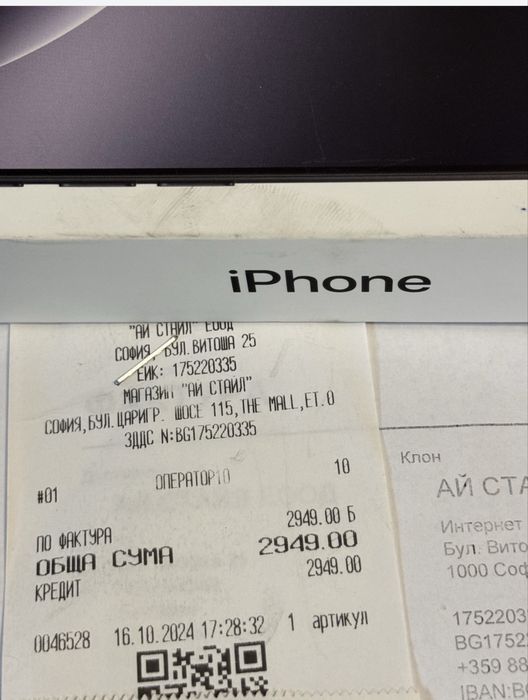 iPhone
"АЙ СТАИЛ" ЕООД
СОФИЯ, БУЛ.ВИТОША 25
ЕИК: 175220335
МАГАЗИН "АЙ СТАИЛ"
СОФИЯ,БУЛ.ЦАРИГР. ШОСЕ 115,THE MALL,ЕТ.0
ЗДДС N:BG175220335
#01 ОПЕРАТОР10 10
ПО ФАКТУРА 2949.00 Б
ОБЩА СУМА 2949.00
КРЕДИТ 2949.00
0046528 16.10.2024 17:28:32 1 артикул
Клон
АЙ СТА
Интернет
Бул. Вито
1000 Соф
1752203
BG1752
+359 88
IBAN:B